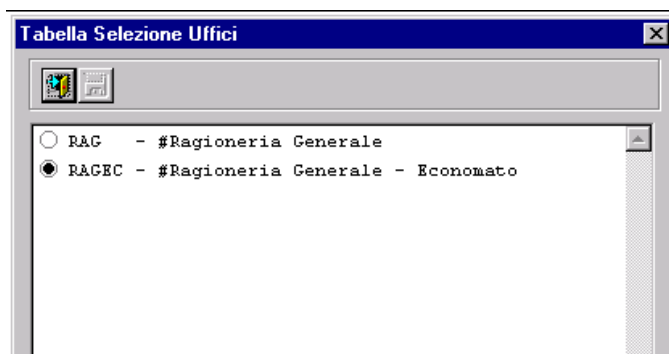 Tabella Selezione Uffici
RAG - #Ragioneria Generale
RAGEC - #Ragioneria Generale - Economato